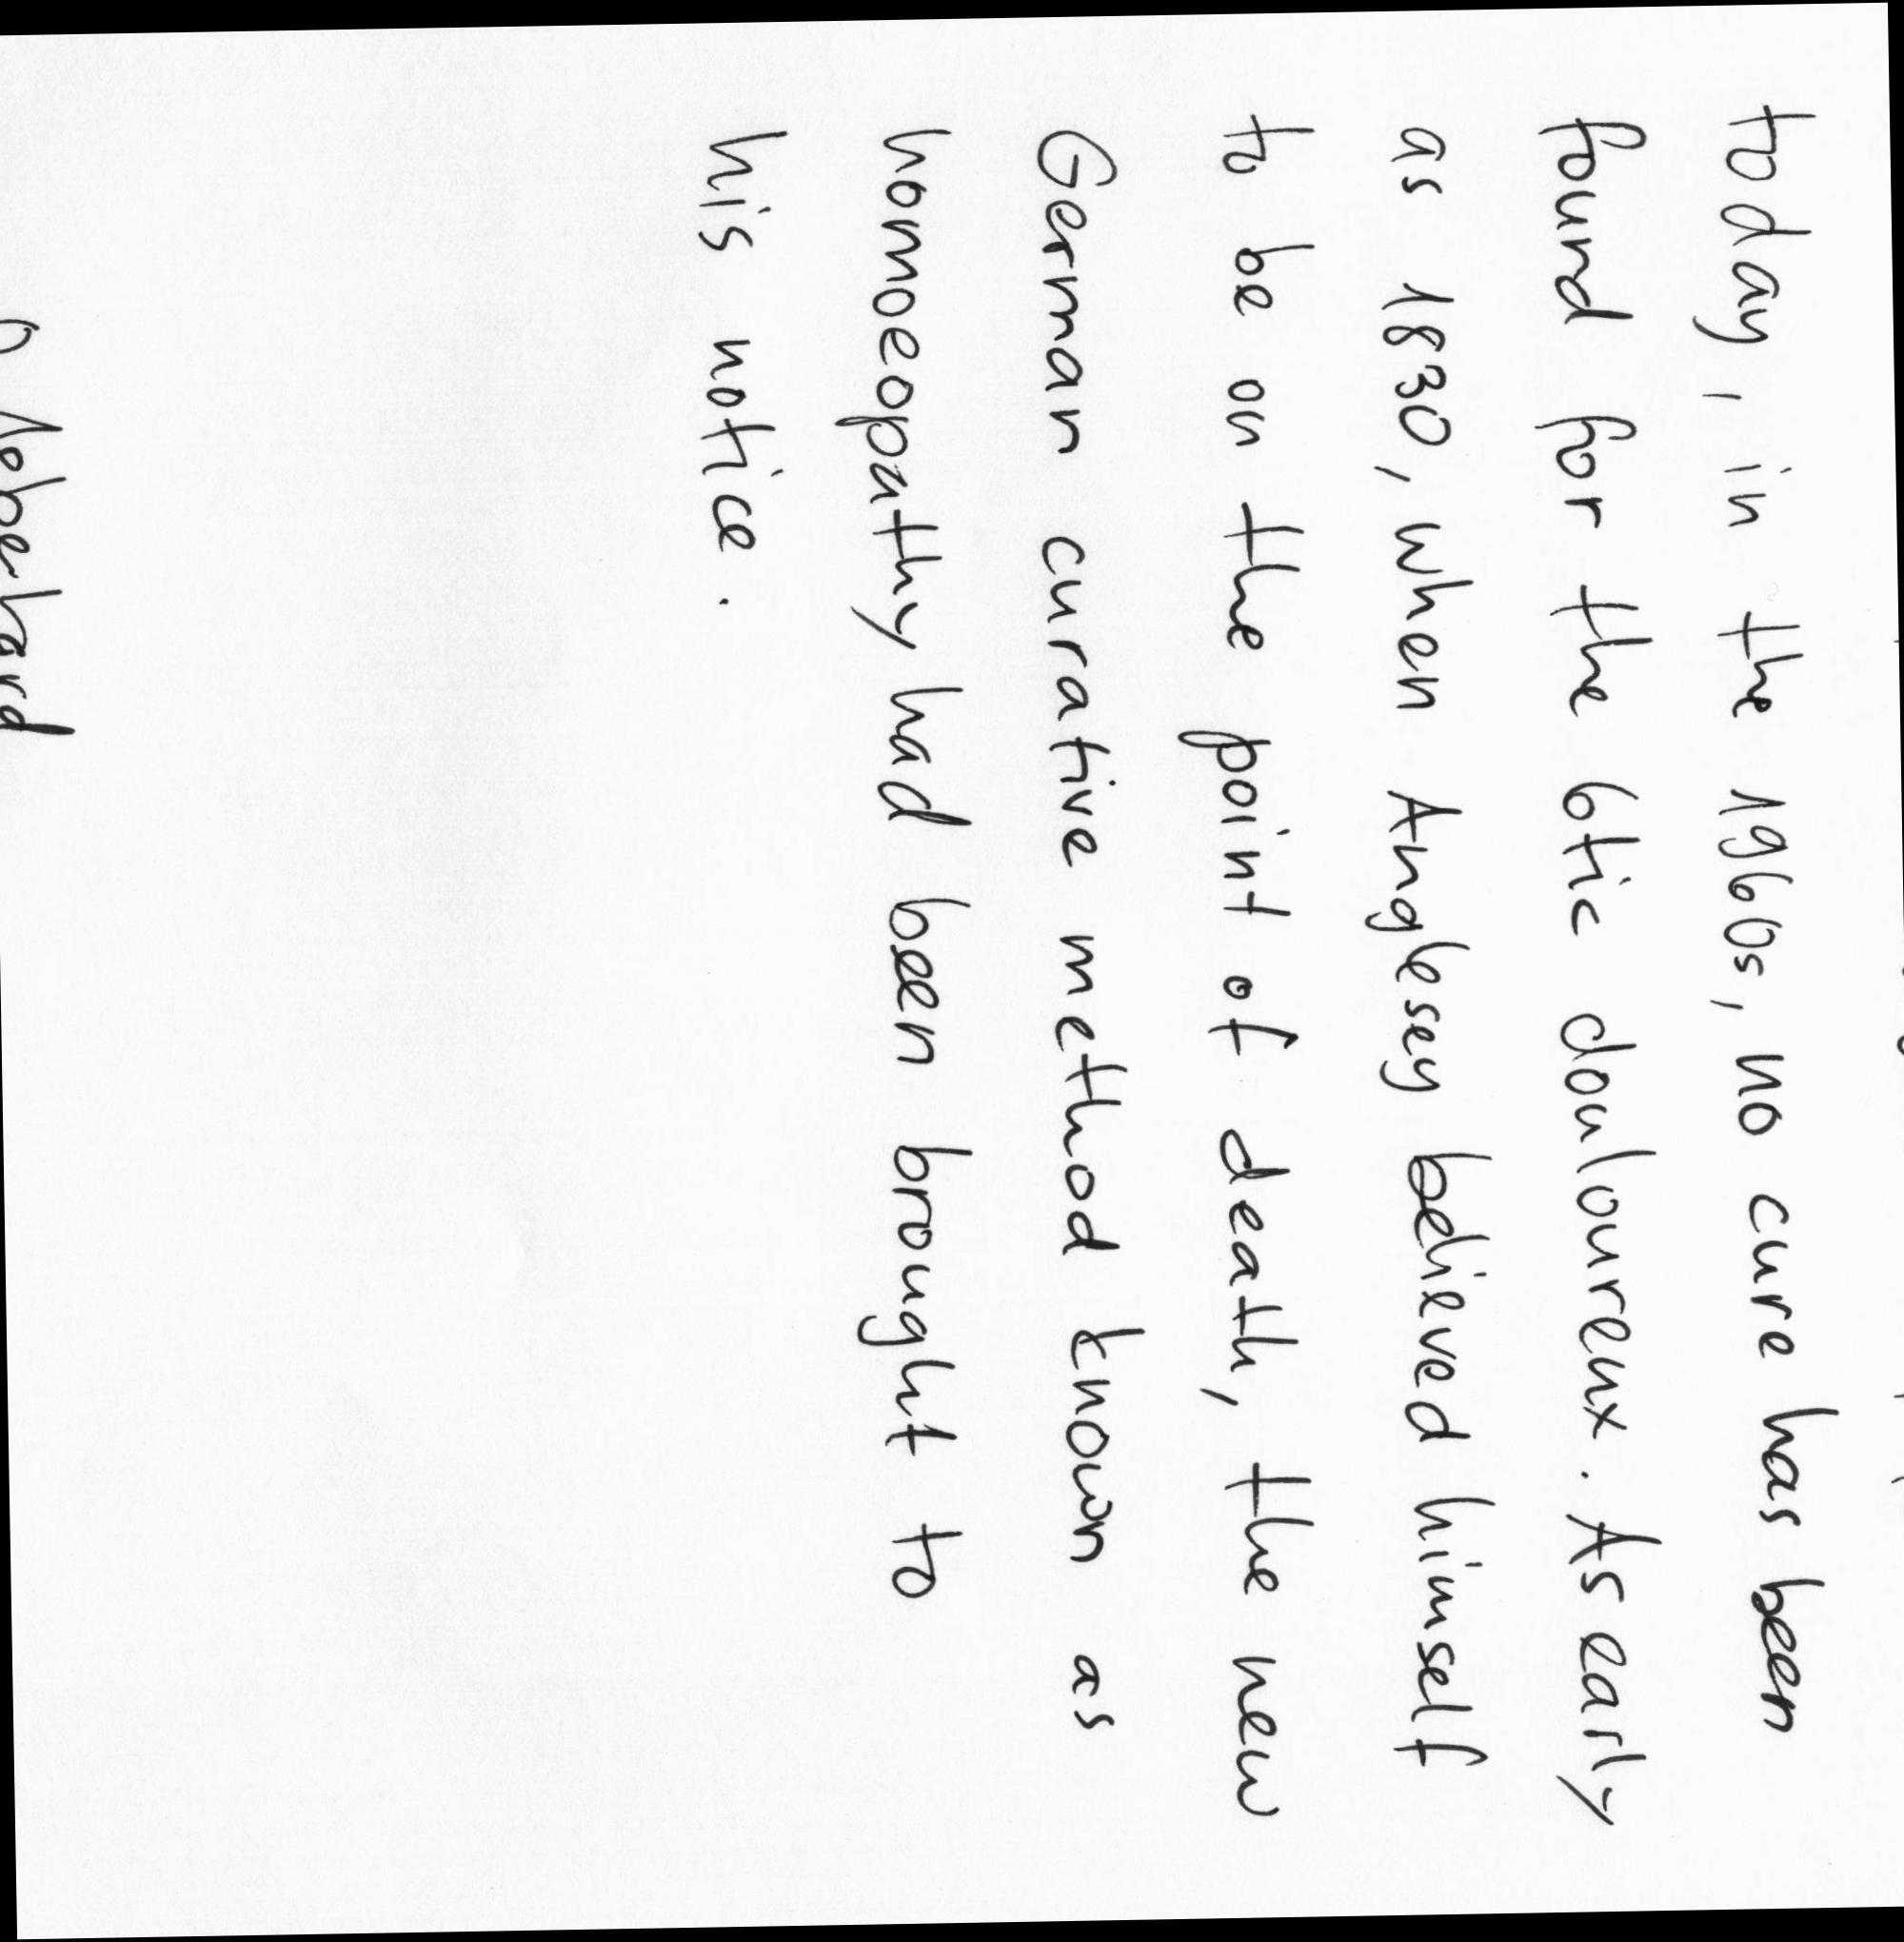 today, in the 1960s, no cure has been
found for the 6tic douloureux. As early
as 1830, when Anglesey believed himself
to be on the point of death, the new
German curative method known as
homoeopathy had been brought to
his notice.